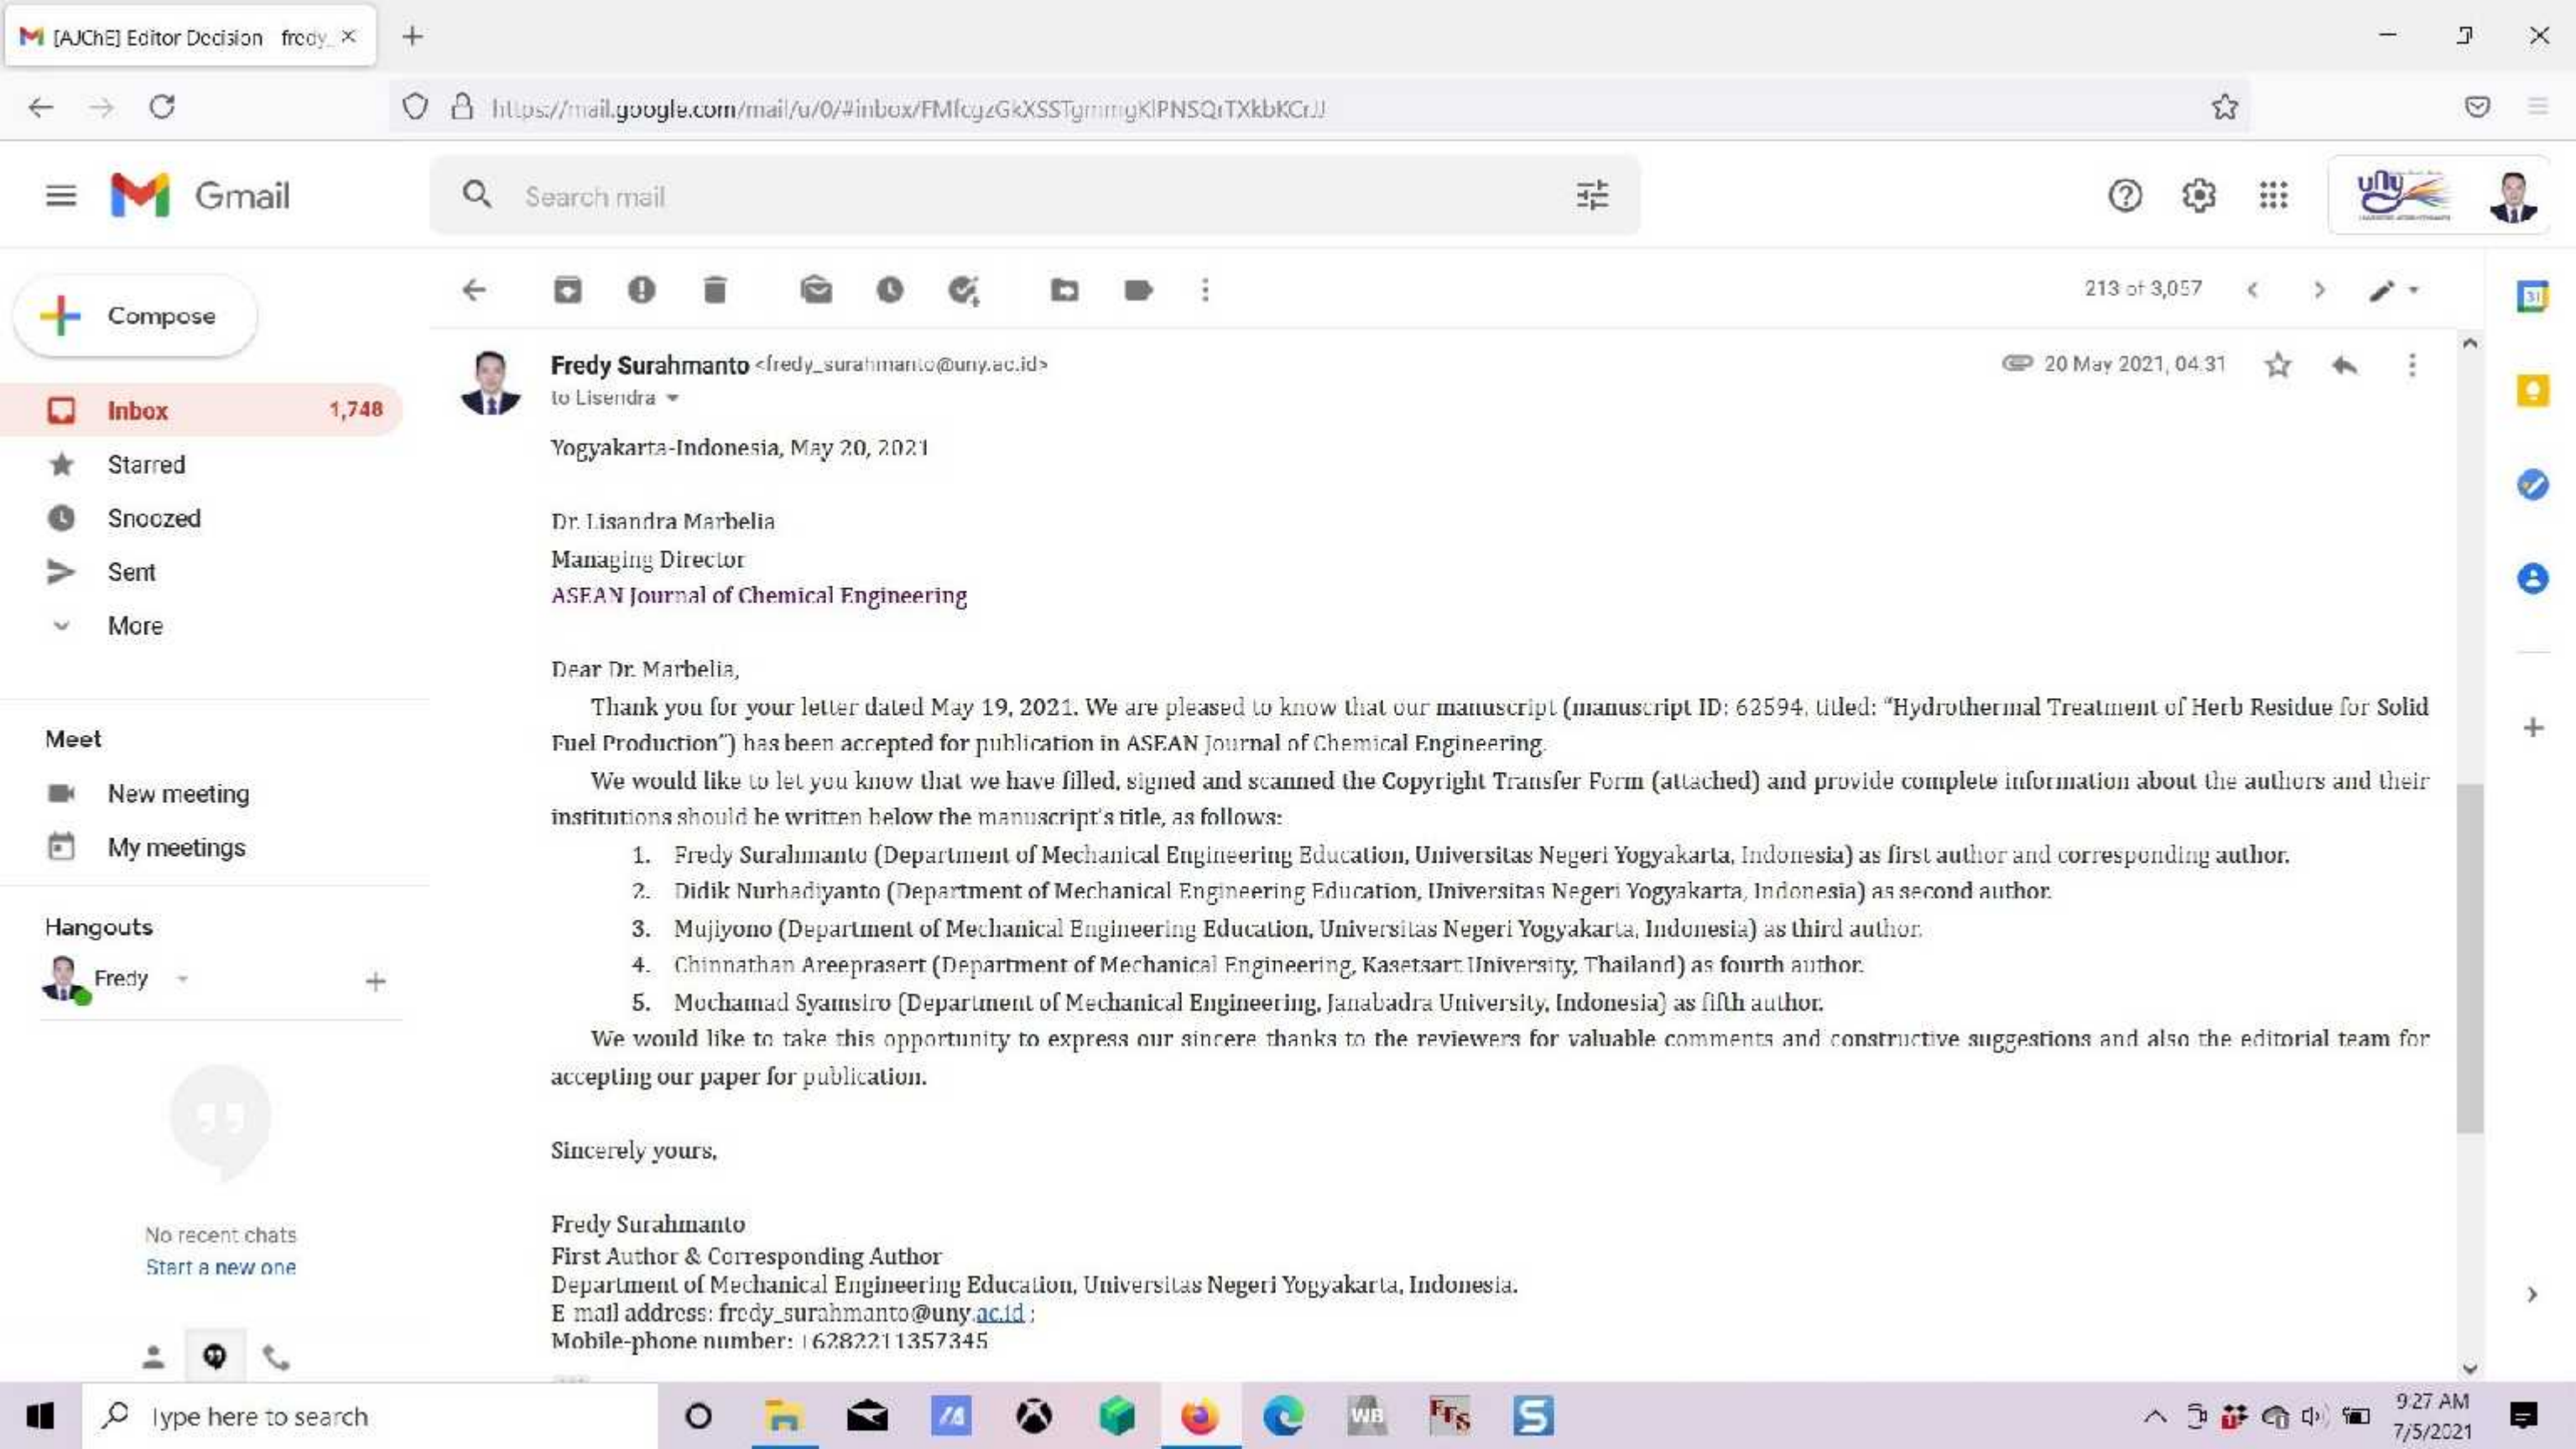 [AJChE] Editor Decision - fredy_
https://mail.google.com/mail/u/0/#inbox/FMfcgzGkXSSTgmmgKlPNSQrTXkbKCrJJ
Gmail
Search mail
uny
Compose
213 of 3,057
31
Inbox 1,748
Starred
Snoozed
Sent
More
Meet
New meeting
My meetings
Hangouts
Fredy
No recent chats
Start a new one
Fredy Surahmanto <fredy_surahmanto@uny.ac.id>
20 May 2021, 04:31
to Lisendra
Yogyakarta-Indonesia, May 20, 2021
Dr. Lisandra Marbelia
Managing Director
ASEAN Journal of Chemical Engineering
Dear Dr. Marbelia,
Thank you for your letter dated May 19, 2021. We are pleased to know that our manuscript (manuscript ID: 62594, titled: “Hydrothermal Treatment of Herb Residue for Solid
Fuel Production”) has been accepted for publication in ASEAN Journal of Chemical Engineering.
We would like to let you know that we have filled, signed and scanned the Copyright Transfer Form (attached) and provide complete information about the authors and their
institutions should be written below the manuscript's title, as follows:
1. Fredy Surahmanto (Department of Mechanical Engineering Education, Universitas Negeri Yogyakarta, Indonesia) as first author and corresponding author.
2. Didik Nurhadiyanto (Department of Mechanical Engineering Education, Universitas Negeri Yogyakarta, Indonesia) as second author.
3. Mujiyono (Department of Mechanical Engineering Education, Universitas Negeri Yogyakarta, Indonesia) as third author.
4. Chinnathan Areeprasert (Department of Mechanical Engineering, Kasetsart University, Thailand) as fourth author.
5. Mochamad Syamsiro (Department of Mechanical Engineering, Janabadra University, Indonesia) as fifth author.
We would like to take this opportunity to express our sincere thanks to the reviewers for valuable comments and constructive suggestions and also the editorial team for
accepting our paper for publication.
Sincerely yours,
Fredy Surahmanto
First Author & Corresponding Author
Department of Mechanical Engineering Education, Universitas Negeri Yogyakarta, Indonesia.
E-mail address: fredy_surahmanto@uny.ac.id ;
Mobile-phone number: +6282211357345
Type here to search
WB
EES
S
9:27 AM
7/5/2021